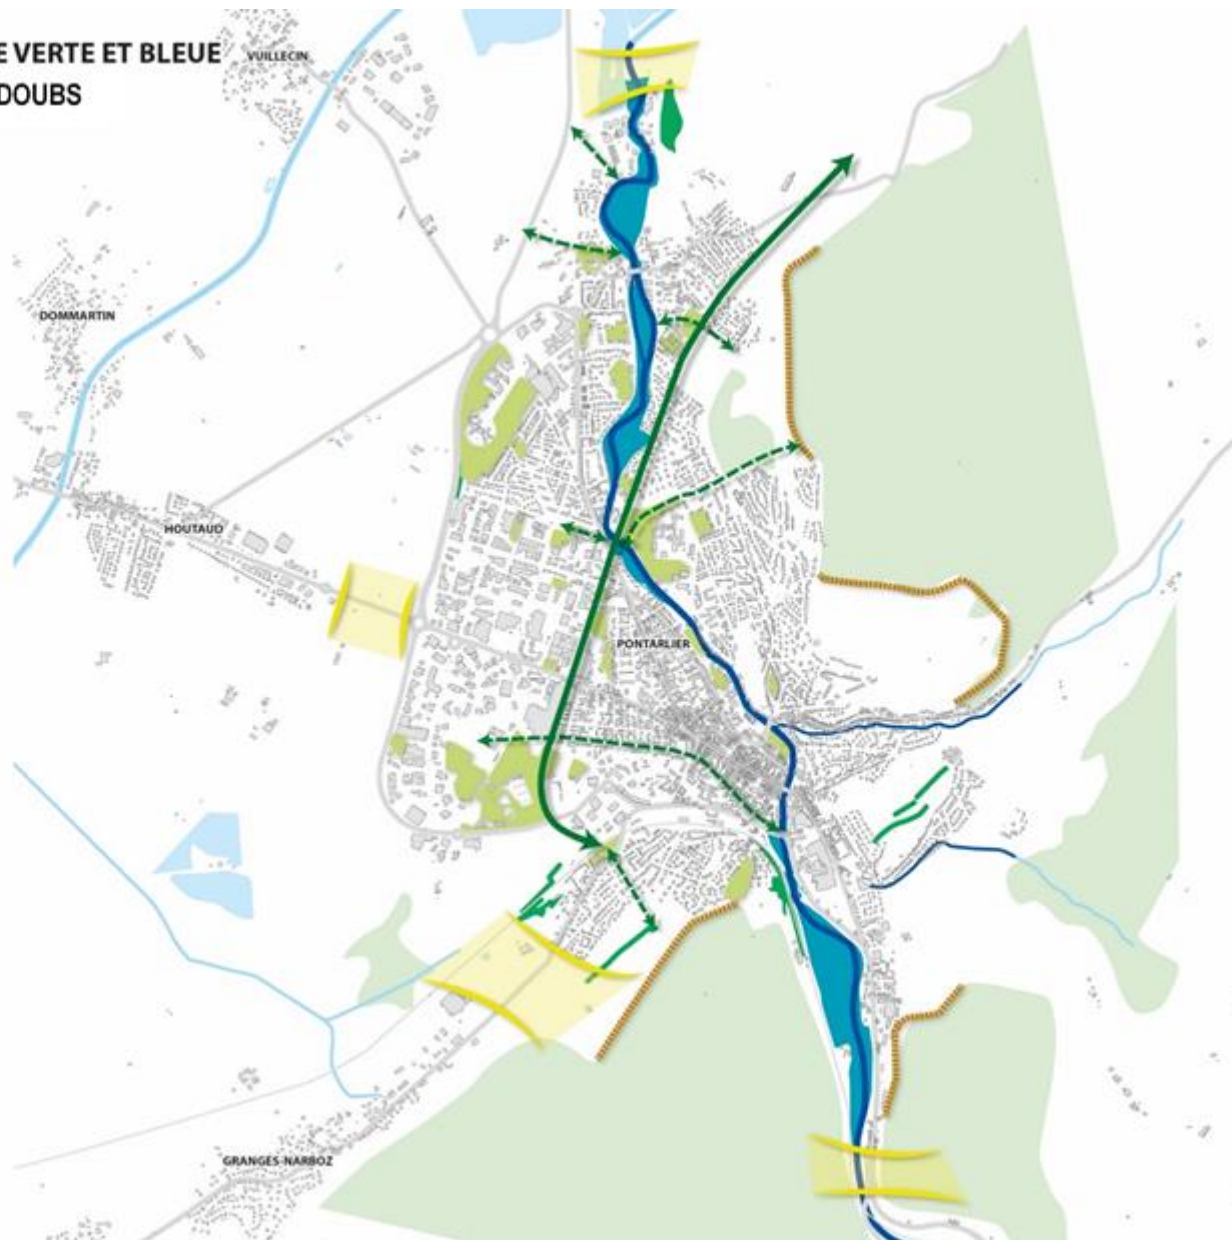 E VERTE ET BLEUE
DOUBS
VUILLECIN
DOMMARTIN
HOUTAUD
PONTARLIER
GRANGES-NARBOZ